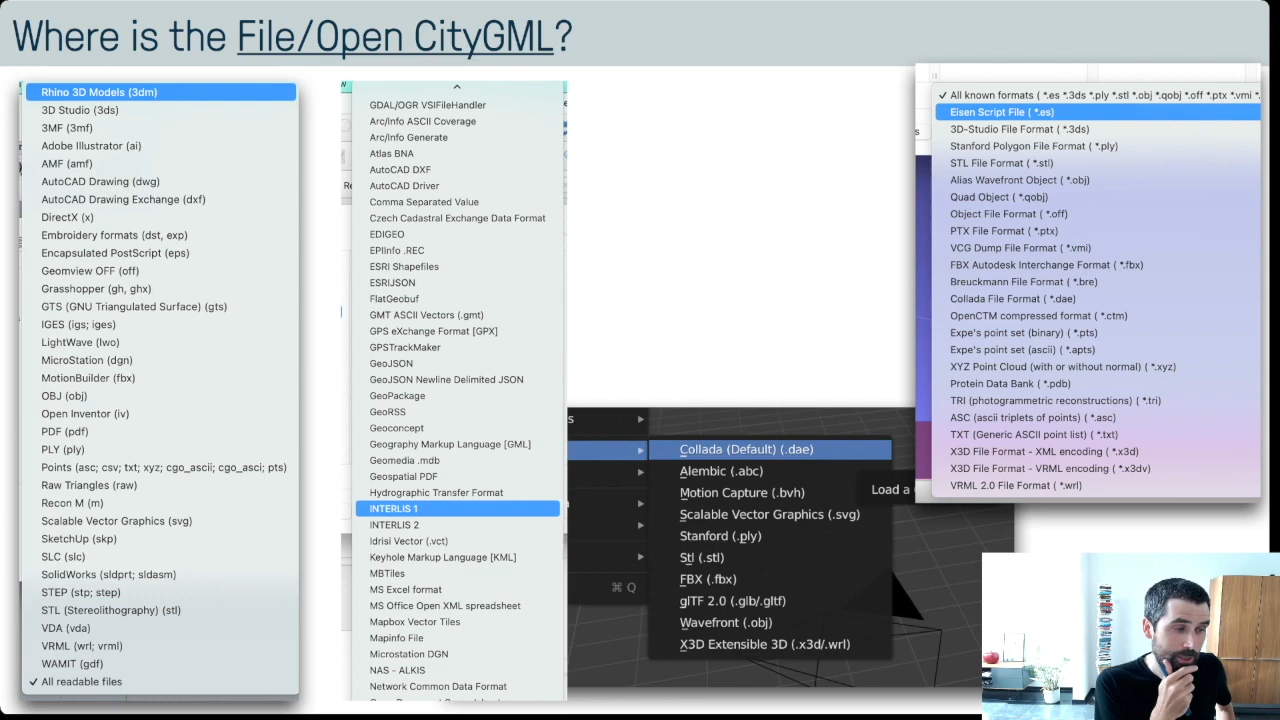 Where is the File/Open CityGML?
Rhino 3D Models (3dm)
3D Studio (3ds)
3MF (3mf)
Adobe Illustrator (ai)
AMF (amf)
AutoCAD Drawing (dwg)
AutoCAD Drawing Exchange (dxf)
DirectX (x)
Embroidery formats (dst, exp)
Encapsulated PostScript (eps)
Geomview OFF (off)
Grasshopper (gh, ghx)
GTS (GNU Triangulated Surface) (gts)
IGES (igs; iges)
LightWave (lwo)
MicroStation (dgn)
MotionBuilder (fbx)
OBJ (obj)
Open Inventor (iv)
PDF (pdf)
PLY (ply)
Points (asc; csv; txt; xyz; cgo_ascii; cgo_asci; pts)
Raw Triangles (raw)
Recon M (m)
Scalable Vector Graphics (svg)
SketchUp (skp)
SLC (slc)
SolidWorks (sldprt; sldasm)
STEP (stp; step)
STL (Stereolithography) (stl)
VDA (vda)
VRML (wrl; vrml)
WAMIT (gdf)
✓ All readable files
GDAL/OGR VSIFileHandler
Arc/Info ASCII Coverage
Arc/Info Generate
Atlas BNA
AutoCAD DXF
AutoCAD Driver
Comma Separated Value
Czech Cadastral Exchange Data Format
EDIGEO
EPIInfo .REC
ESRI Shapefiles
ESRIJSON
FlatGeobuf
GMT ASCII Vectors (.gmt)
GPS eXchange Format [GPX]
GPSTrackMaker
GeoJSON
GeoJSON Newline Delimited JSON
GeoPackage
GeoRSS
Geoconcept
Geography Markup Language [GML]
Geomedia .mdb
Geospatial PDF
Hydrographic Transfer Format
INTERLIS 1
INTERLIS 2
Idrisi Vector (.vct)
Keyhole Markup Language [KML]
MBTiles
MS Excel format
MS Office Open XML spreadsheet
Mapbox Vector Tiles
Mapinfo File
Microstation DGN
NAS - ALKIS
Network Common Data Format
⌘ Q
Collada (Default) (.dae)
Alembic (.abc)
Motion Capture (.bvh)
Scalable Vector Graphics (.svg)
Stanford (.ply)
Stl (.stl)
FBX (.fbx)
glTF 2.0 (.glb/.gltf)
Wavefront (.obj)
X3D Extensible 3D (.x3d/.wrl)
Load a
✓ All known formats ( *.es *.3ds *.ply *.stl *.obj *.qobj *.off *.ptx *.vmi *.
Eisen Script File ( *.es)
3D-Studio File Format ( *.3ds)
Stanford Polygon File Format ( *.ply)
STL File Format ( *.stl)
Alias Wavefront Object ( *.obj)
Quad Object ( *.qobj)
Object File Format ( *.off)
PTX File Format ( *.ptx)
VCG Dump File Format ( *.vmi)
FBX Autodesk Interchange Format ( *.fbx)
Breuckmann File Format ( *.bre)
Collada File Format ( *.dae)
OpenCTM compressed format ( *.ctm)
Expe's point set (binary) ( *.pts)
Expe's point set (ascii) ( *.apts)
XYZ Point Cloud (with or without normal) ( *.xyz)
Protein Data Bank ( *.pdb)
TRI (photogrammetric reconstructions) ( *.tri)
ASC (ascii triplets of points) ( *.asc)
TXT (Generic ASCII point list) ( *.txt)
X3D File Format - XML encoding ( *.x3d)
X3D File Format - VRML encoding ( *.x3dv)
VRML 2.0 File Format ( *.wrl)